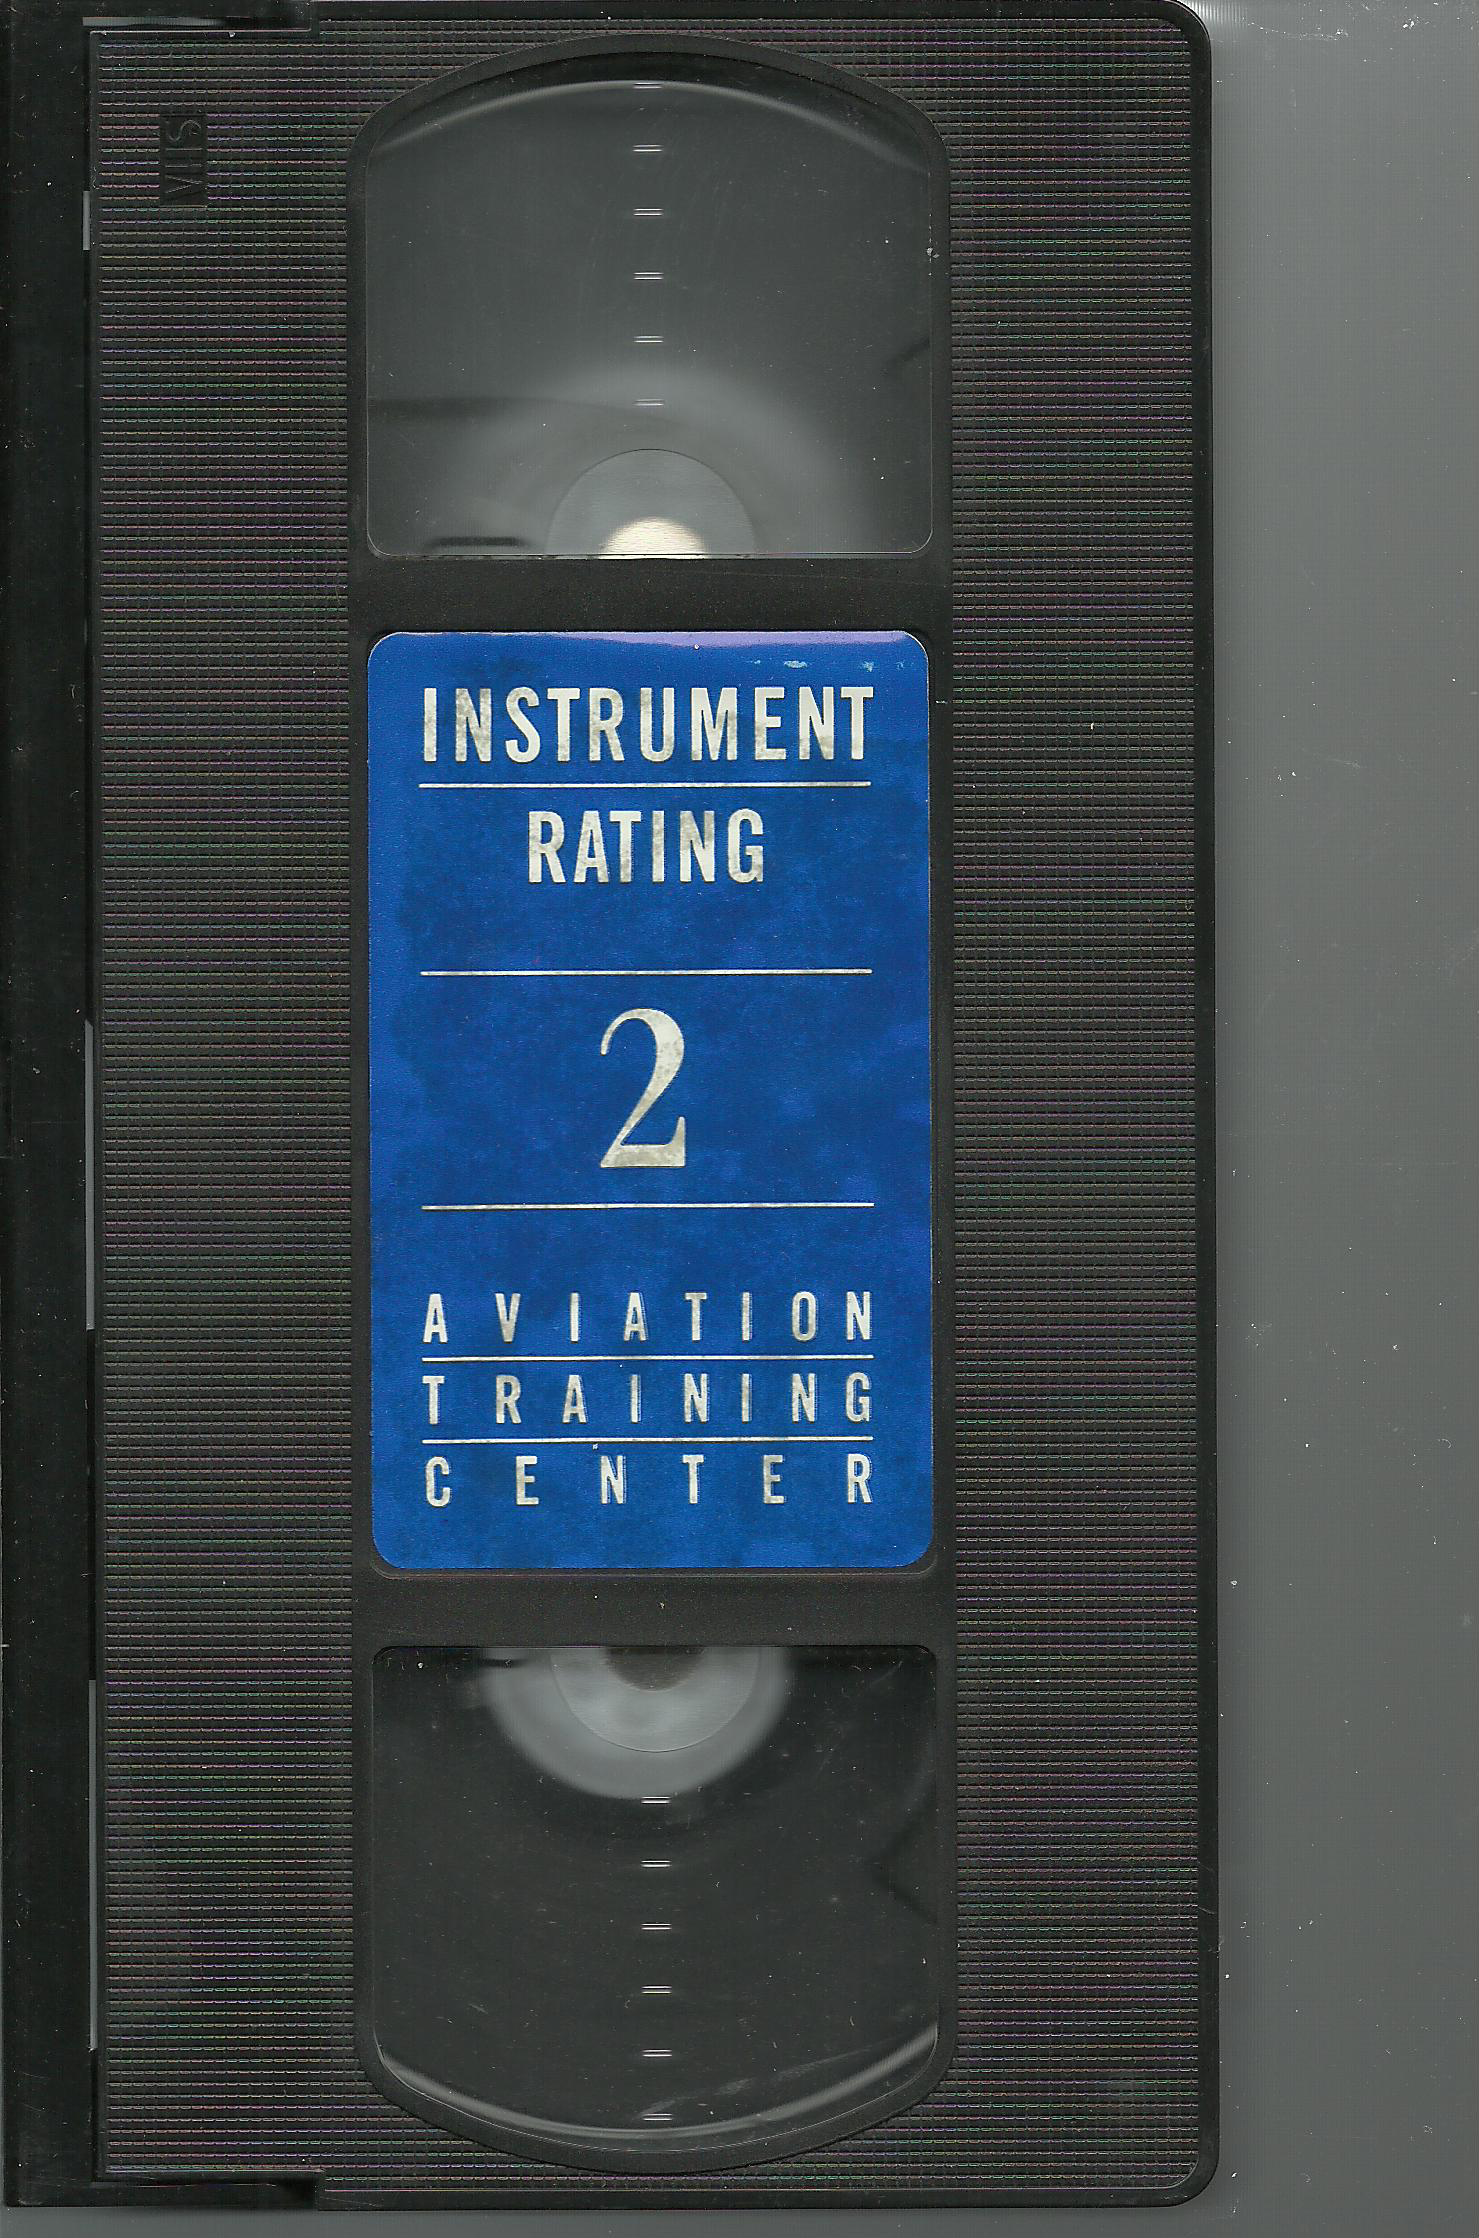 VHS
INSTRUMENT
RATING
2
AVIATION
TRAINING
CENTER